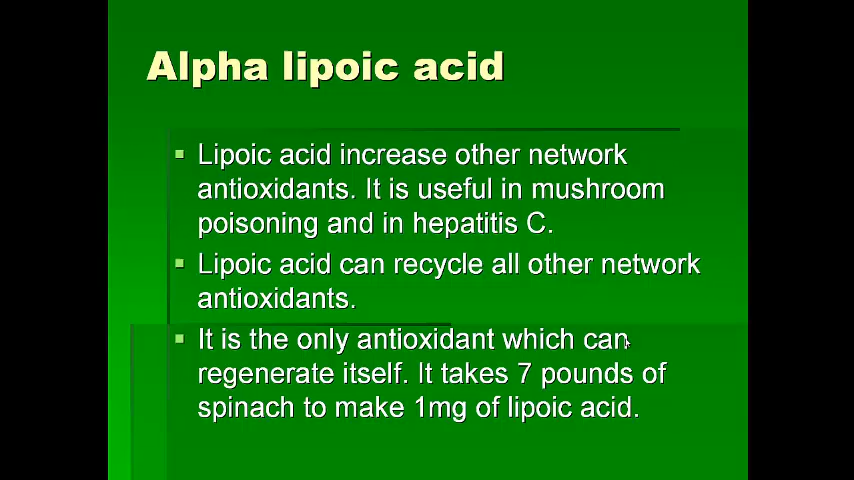 Alpha lipoic acid
Lipoic acid increase other network
antioxidants. It is useful in mushroom
poisoning and in hepatitis C.
Lipoic acid can recycle all other network
antioxidants.
It is the only antioxidant which can
regenerate itself. It takes 7 pounds of
spinach to make 1mg of lipoic acid.